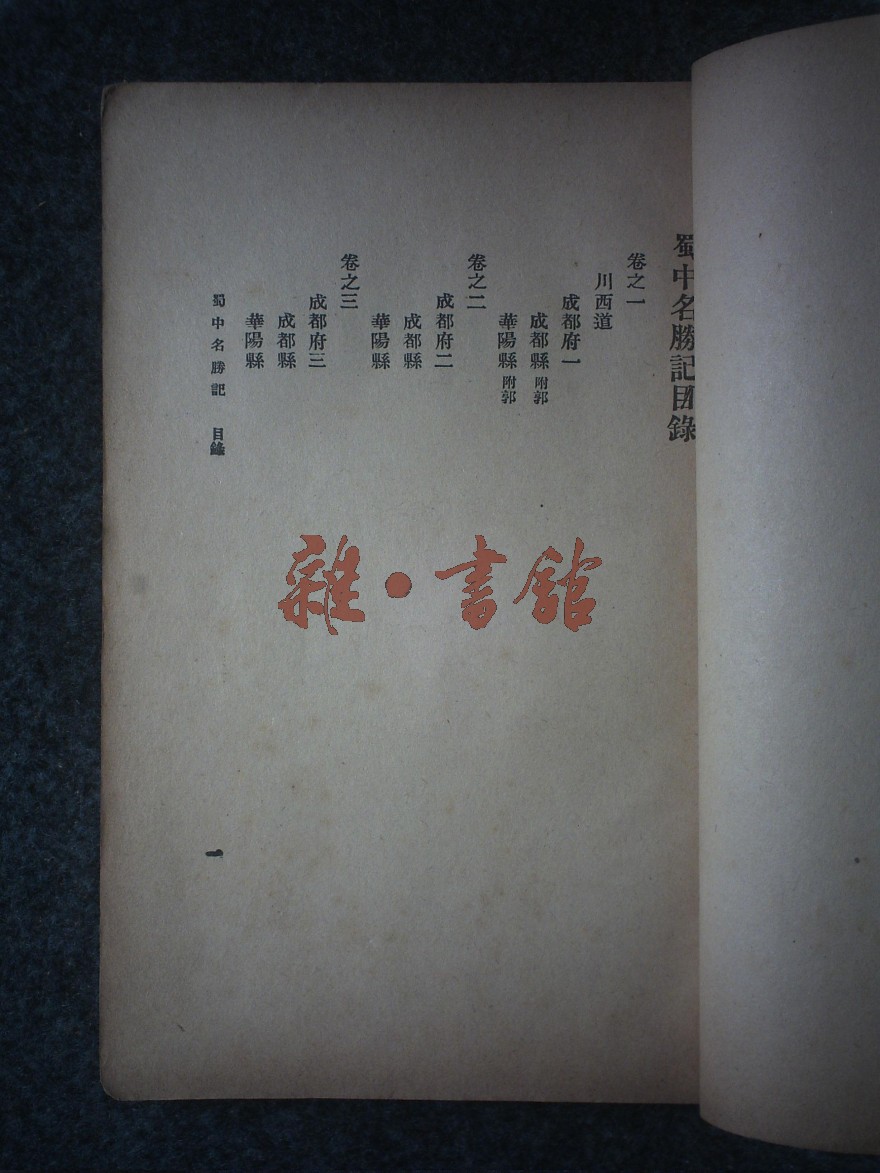 蜀中名勝記目錄
卷之一
川西道
成都府一
成都縣 附郭
華陽縣 附郭
卷之二
成都府二
成都縣
華陽縣
卷之三
成都府三
成都縣
華陽縣
蜀中名勝記 目錄
一
雜·書館